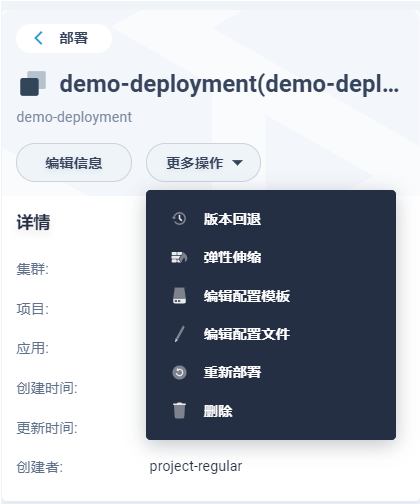 部署
demo-deployment(demo-depl...
demo-deployment
编辑信息
更多操作
详情
版本回退
集群:
弹性伸缩
编辑配置模板
项目:
编辑配置文件
应用:
重新部署
创建时间:
删除
更新时间:
创建者:
project-regular